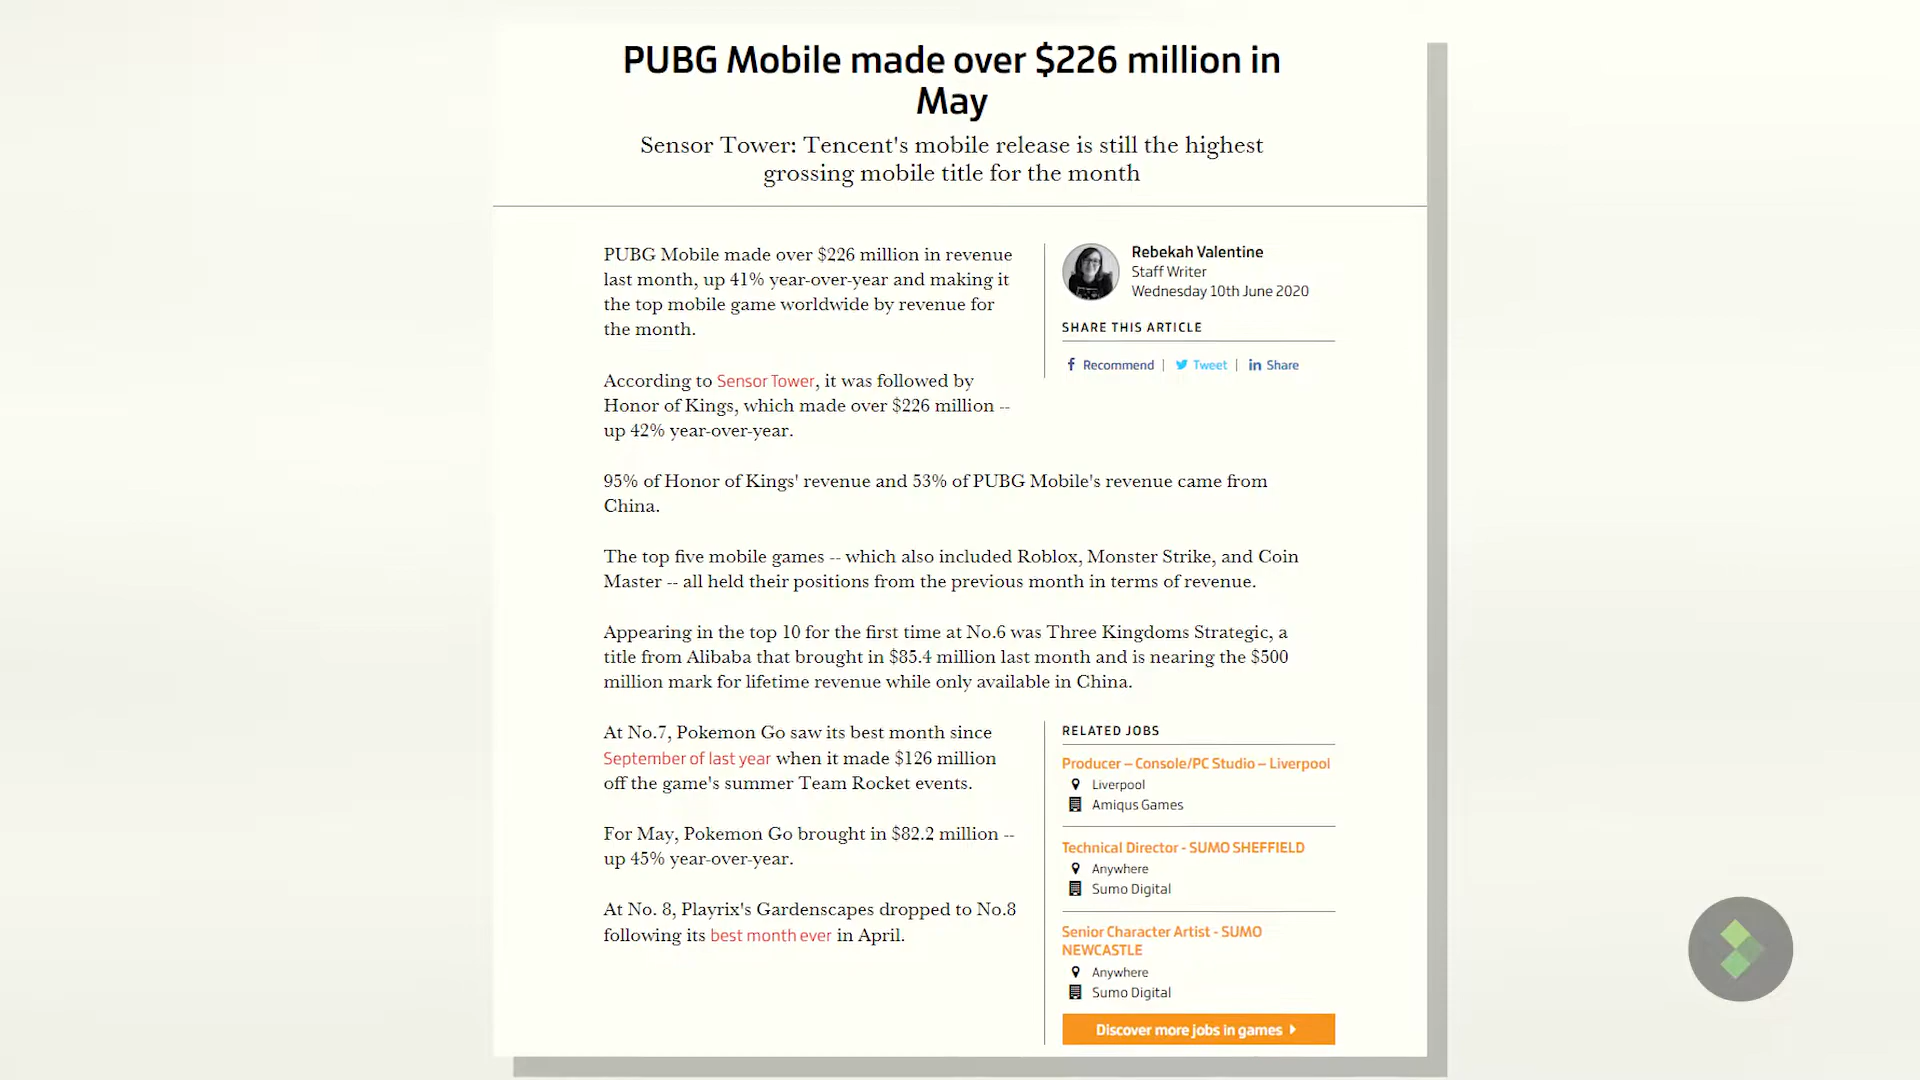 PUBG Mobile made over $226 million in
May
Sensor Tower: Tencent's mobile release is still the highest
grossing mobile title for the month
PUBG Mobile made over $226 million in revenue
last month, up 41% year-over-year and making it
the top mobile game worldwide by revenue for
the month.
According to Sensor Tower, it was followed by
Honor of Kings, which made over $226 million --
up 42% year-over-year.
Rebekah Valentine
Staff Writer
Wednesday 10th June 2020
SHARE THIS ARTICLE
Recommend | Tweet | in Share
95% of Honor of Kings' revenue and 53% of PUBG Mobile's revenue came from
China.
The top five mobile games -- which also included Roblox, Monster Strike, and Coin
Master -- all held their positions from the previous month in terms of revenue.
Appearing in the top 10 for the first time at No.6 was Three Kingdoms Strategic, a
title from Alibaba that brought in $85.4 million last month and is nearing the $500
million mark for lifetime revenue while only available in China.
At No.7, Pokemon Go saw its best month since
September of last year when it made $126 million
off the game's summer Team Rocket events.
For May, Pokemon Go brought in $82.2 million --
up 45% year-over-year.
At No. 8, Playrix's Gardenscapes dropped to No.8
following its best month ever in April.
RELATED JOBS
Producer – Console/PC Studio – Liverpool
Liverpool
Amiqus Games
Technical Director - SUMO SHEFFIELD
Anywhere
Sumo Digital
Senior Character Artist - SUMO
NEWCASTLE
Anywhere
Sumo Digital
Discover more jobs in games